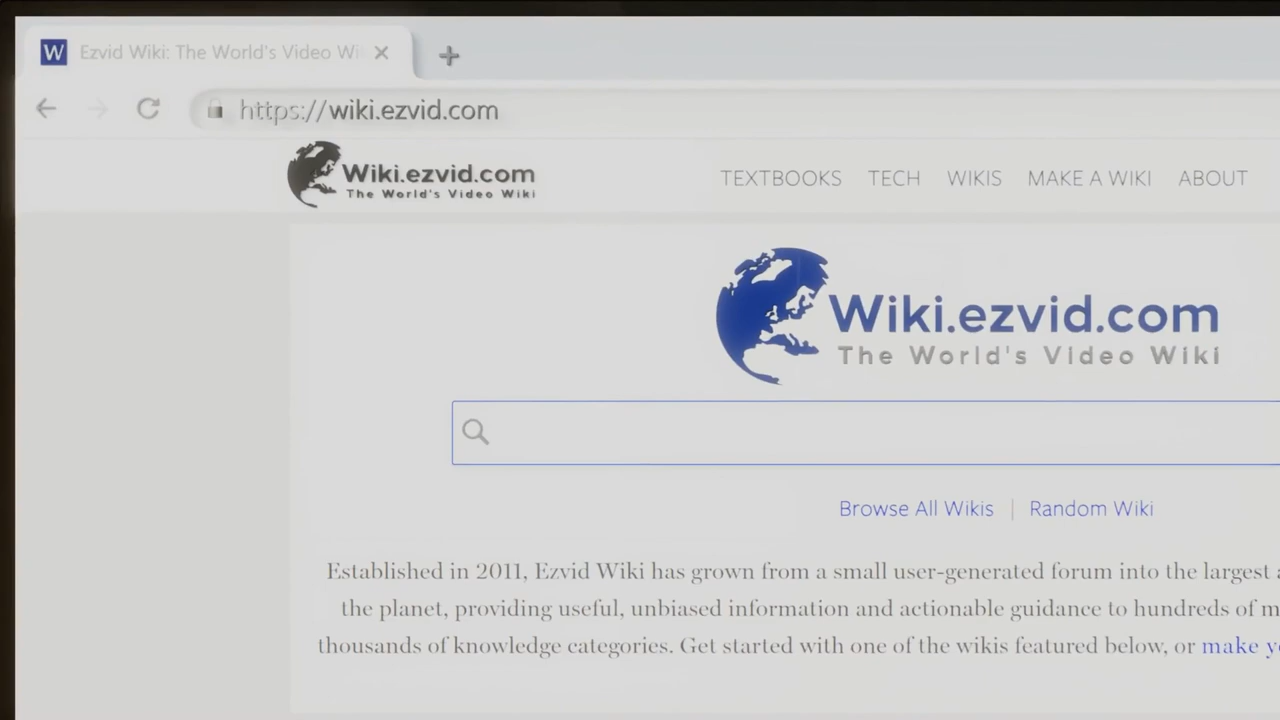 W Ezvid Wiki: The World's Video Wi
https://wiki.ezvid.com
Wiki.ezvid.com
The World's Video Wiki
TEXTBOOKS TECH WIKIS MAKE A WIKI ABOUT
Wiki.ezvid.com
The World's Video Wiki
Browse All Wikis | Random Wiki
Established in 2011, Ezvid Wiki has grown from a small user-generated forum into the largest
the planet, providing useful, unbiased information and actionable guidance to hundreds of
thousands of knowledge categories. Get started with one of the wikis featured below, or make